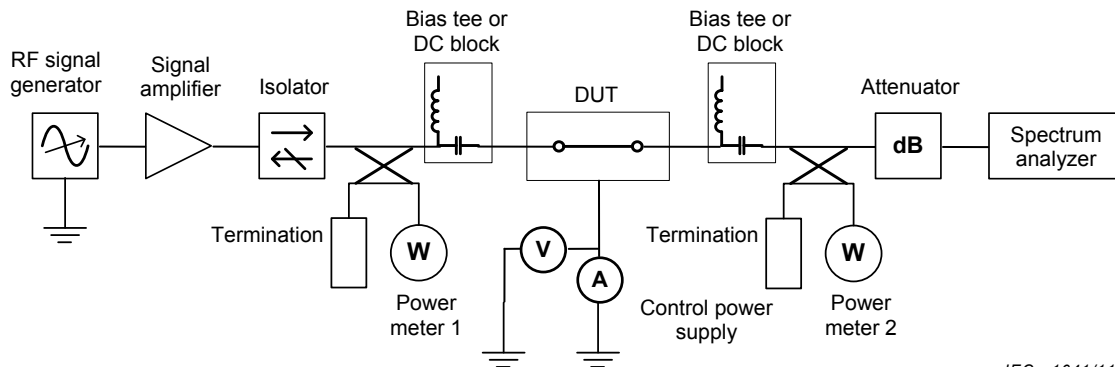 Bias tee or
DC block
Bias tee or
DC block
RF signal
generator
Signal
amplifier
Isolator
DUT
Attenuator
dB
Spectrum
analyzer
Termination
W
Power
meter 1
V
A
Control power
supply
Termination
W
Power
meter 2
IEC